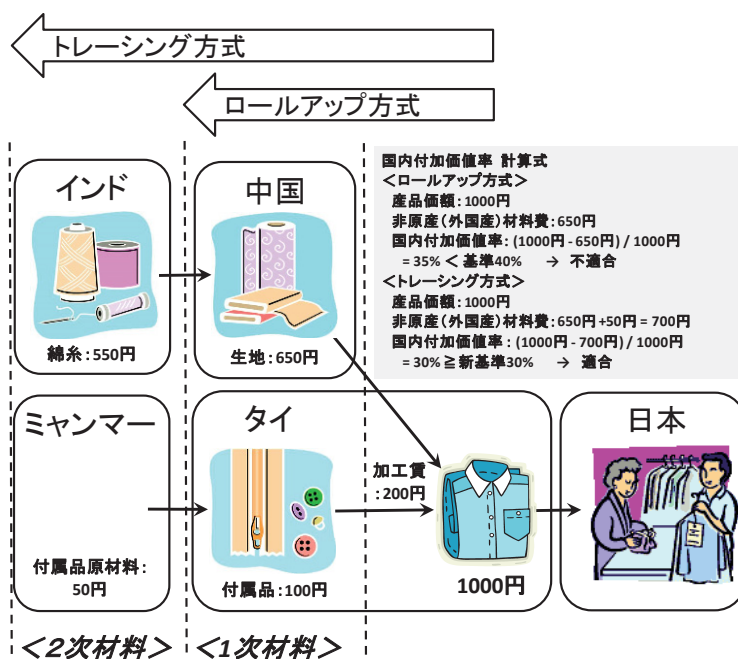 トレーシング方式
ロールアップ方式
インド
綿糸：550円
中国
生地：650円
国内付加価値率 計算式
＜ロールアップ方式＞
産品価額：1000円
非原産（外国産）材料費：650円
国内付加価値率：(1000円 - 650円) / 1000円
= 35% < 基準40% → 不適合
＜トレーシング方式＞
産品価額：1000円
非原産（外国産）材料費：650円 +50円 = 700円
国内付加価値率：(1000円 - 700円) / 1000円
= 30% ≧ 新基準30% → 適合
ミャンマー
付属品原材料：
50円
タイ
付属品：100円
加工賃
：200円
1000円
日本
＜2次材料＞
＜1次材料＞